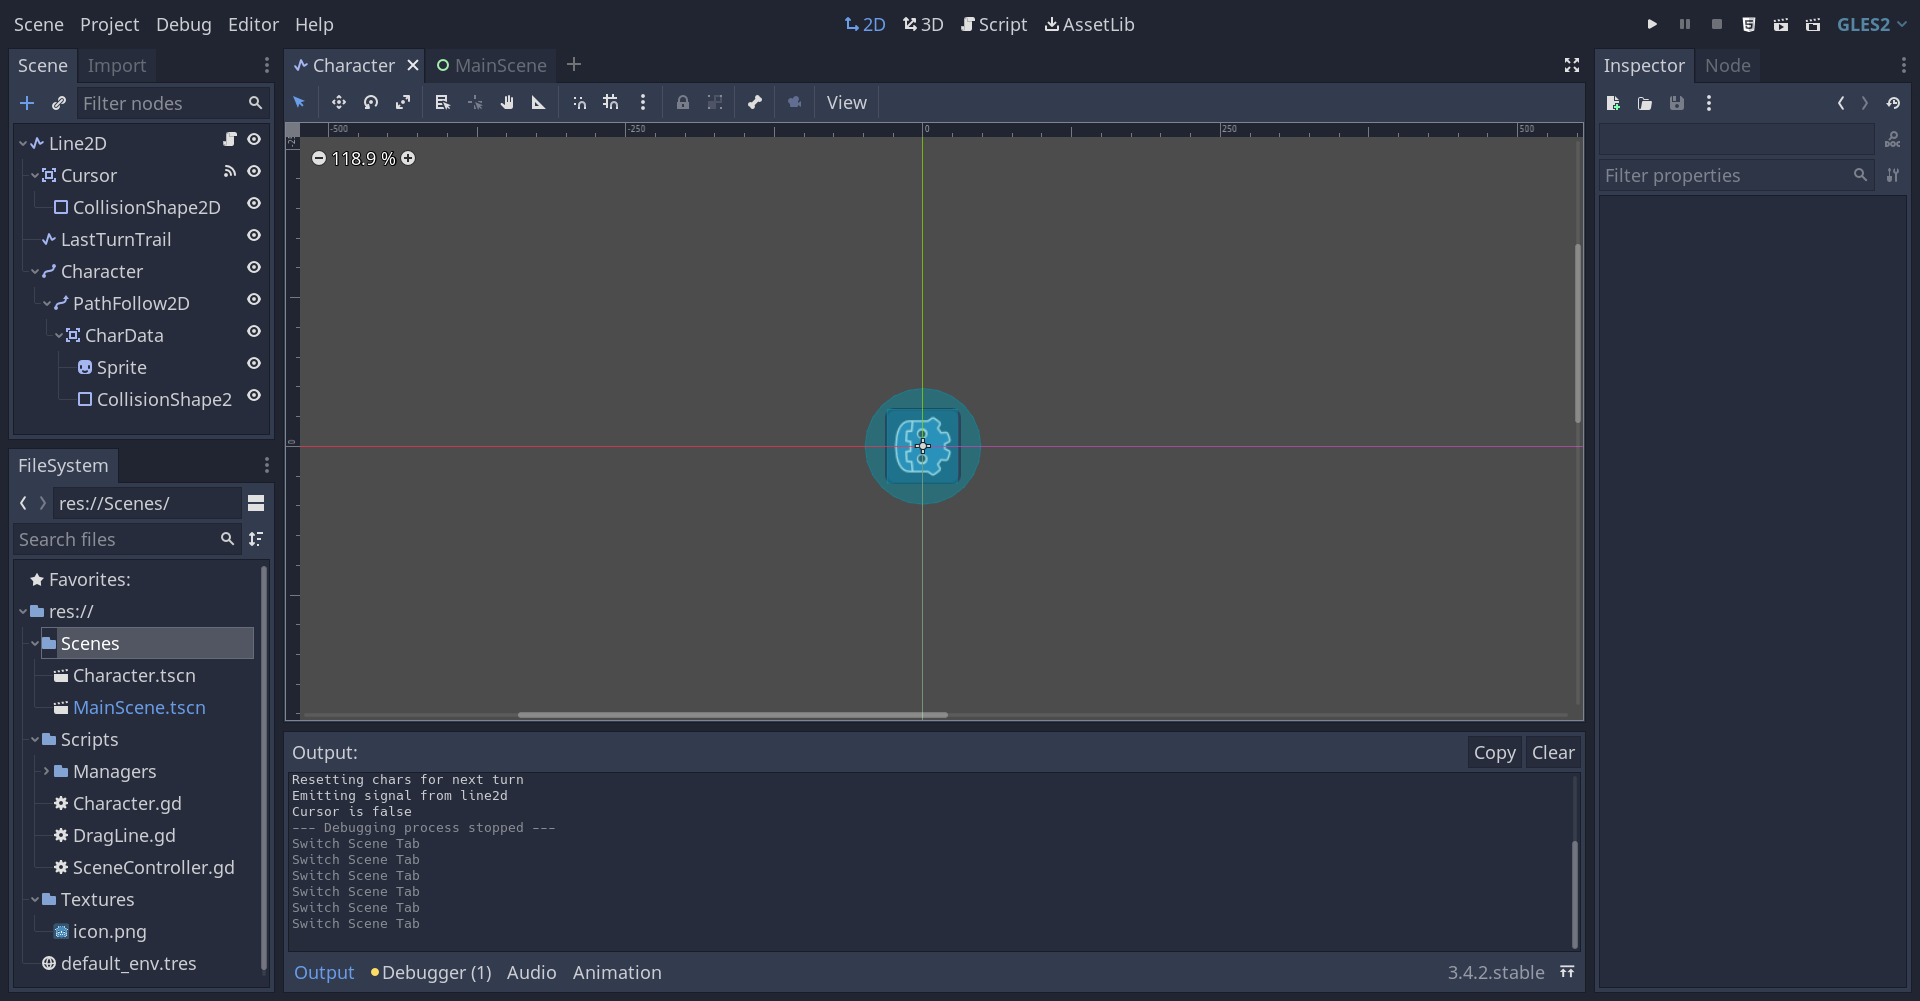 Scene Project Debug Editor Help
2D 3D Script AssetLib
GLES2
Scene Import
Filter nodes
Line2D
Cursor
CollisionShape2D
LastTurnTrail
Character
PathFollow2D
CharData
Sprite
CollisionShape2
FileSystem
res://Scenes/
Search files
Favorites:
res://
Scenes
Character.tscn
MainScene.tscn
Scripts
Managers
Character.gd
DragLine.gd
SceneController.gd
Textures
icon.png
default_env.tres
Character MainScene
View
-500 -250 0 250 500
118.9 %
0
Output:
Copy Clear
Resetting chars for next turn
Emitting signal from line2d
Cursor is false
--- Debugging process stopped ---
Switch Scene Tab
Switch Scene Tab
Switch Scene Tab
Switch Scene Tab
Switch Scene Tab
Switch Scene Tab
Output Debugger (1) Audio Animation
3.4.2.stable
Inspector Node
DOC
Filter properties